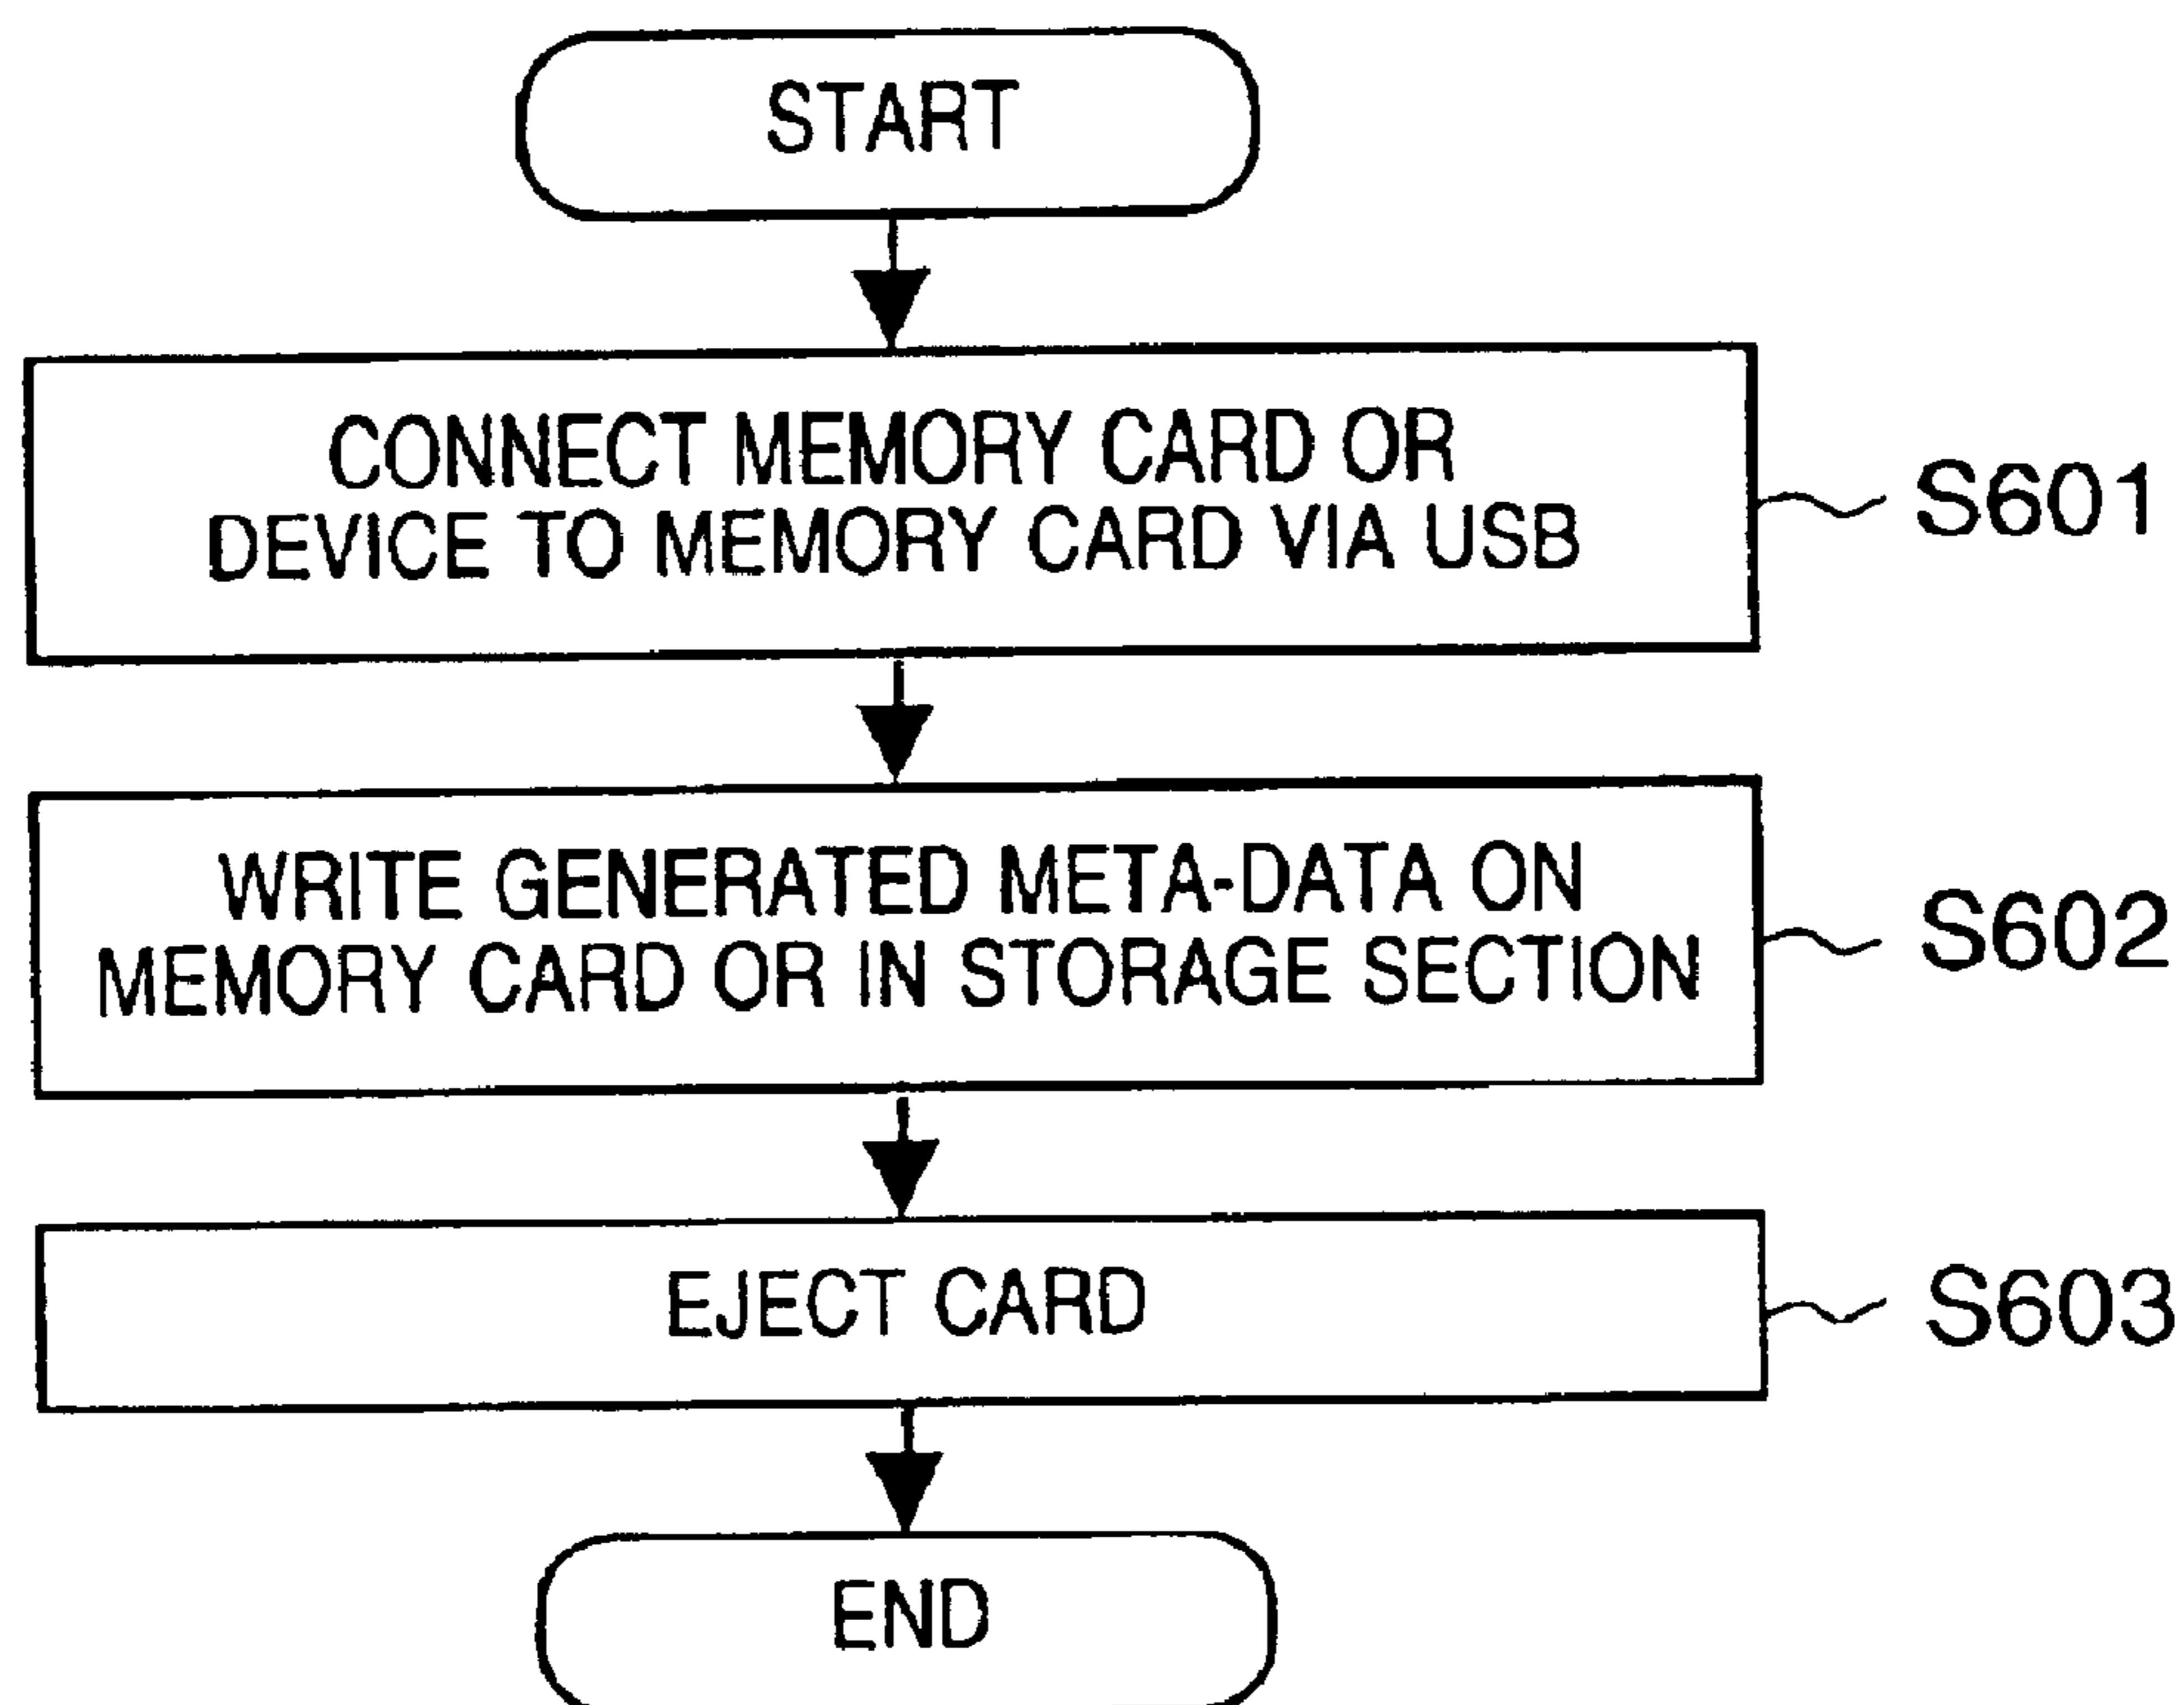 START
CONNECT MEMORY CARD OR
DEVICE TO MEMORY CARD VIA USB
S601
WRITE GENERATED META-DATA ON
MEMORY CARD OR IN STORAGE SECTION
S602
EJECT CARD
S603
END